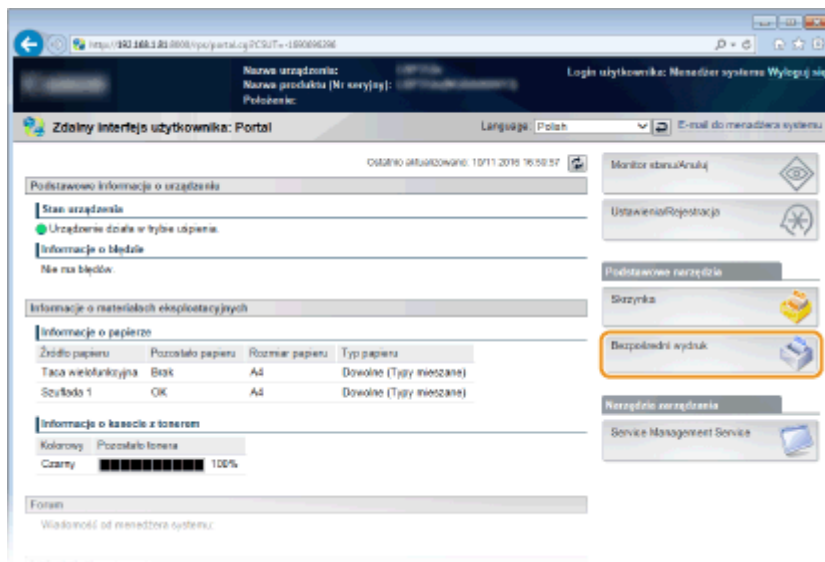 Nazwa urządzenia:
Nazwa produktu (Nr seryjny):
Położenie:
Login użytkownika: Menedżer systemu Wyloguj się
Zdalny interfejs użytkownika: Portal
Language: Polish
E-mail do menadżera systemu
Ostatnio aktualizowano: 10/11 2016 16:50:57
Podstawowe informacje o urządzeniu
Stan urządzenia
Urządzenie działa w trybie uśpienia.
Informacje o błędzie
Nie ma błędów.
Informacje o materiałach eksploatacyjnych
Informacje o papierze
Źródło papieru Pozostało papieru Rozmiar papieru Typ papieru
Taca wielofunkcyjna Brak A4 Dowolne (Typy mieszane)
Szuflada 1 OK A4 Dowolne (Typy mieszane)
Informacje o kasecie z tonerem
Kolorowy Pozostało tonera
Czarny 100%
Forum
Wiadomość od menedżera systemu:
Monitor stanu/Anuluj
Ustawienia/Rejestracja
Podstawowe narzędzia
Skrzynka
Bezpośredni wydruk
Narzędzie zarządzania
Service Management Service